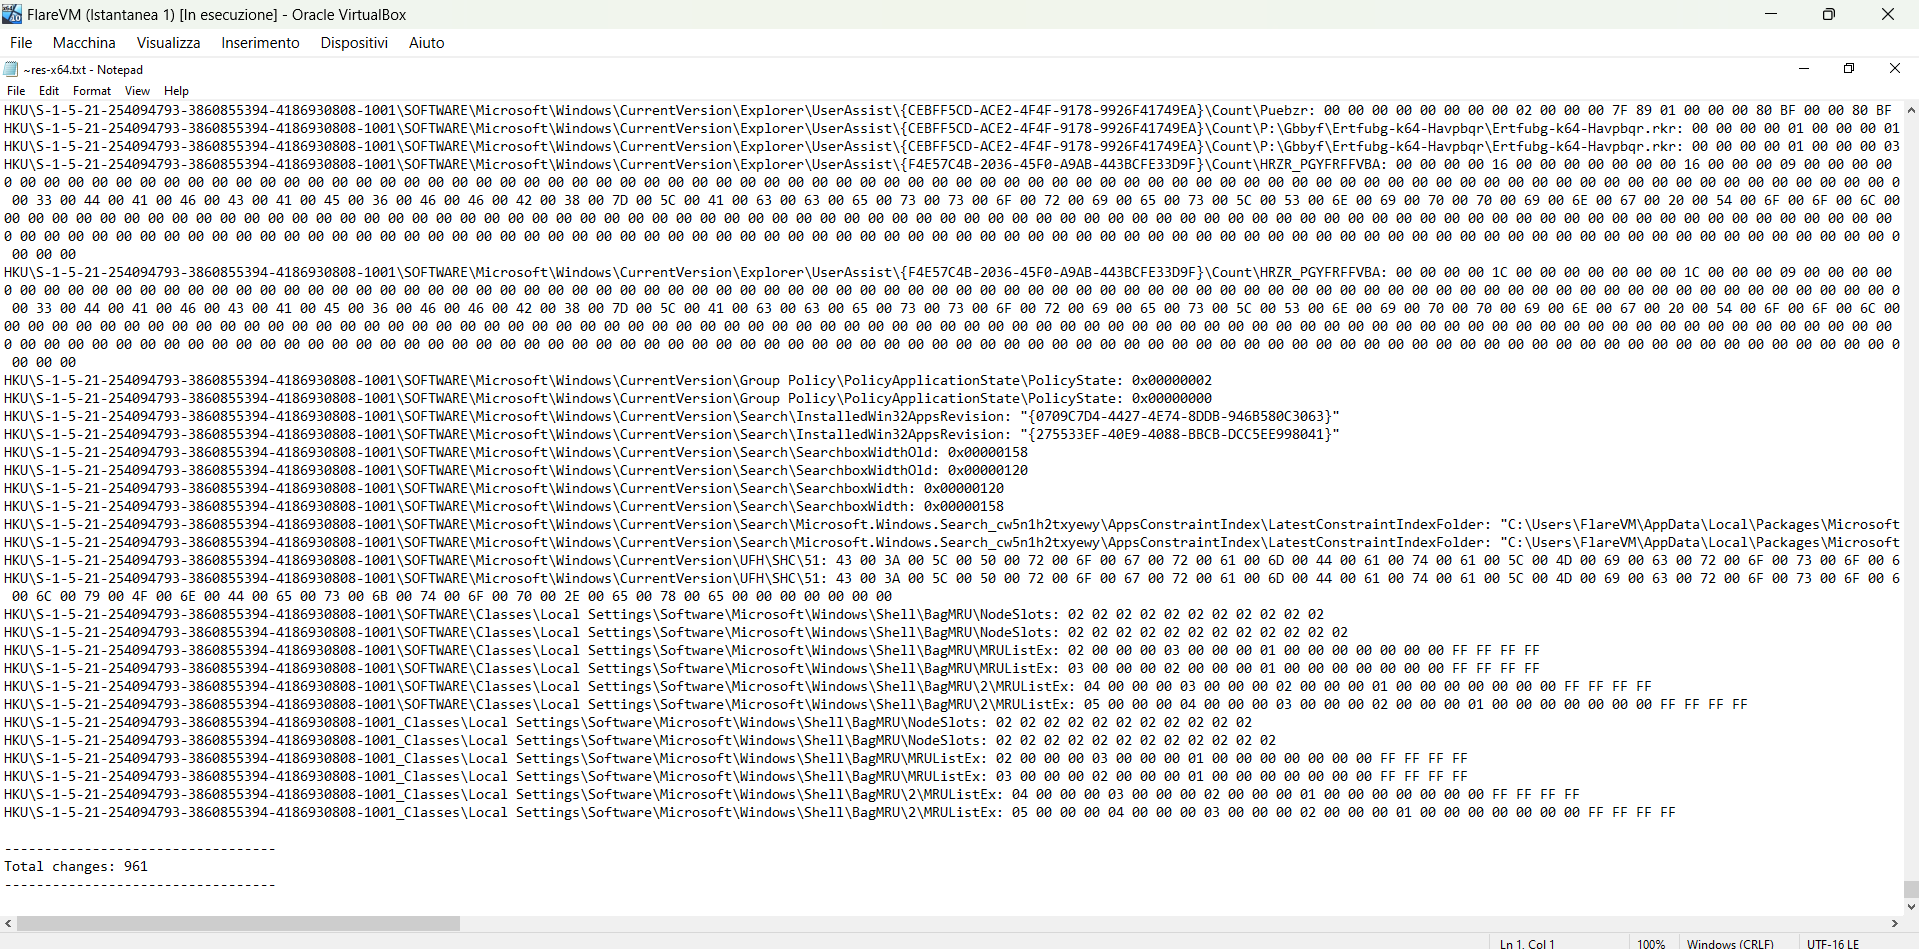 FlareVM (Istantanea 1) [In esecuzione] - Oracle VirtualBox
File Macchina Visualizza Inserimento Dispositivi Aiuto
~res-x64.txt - Notepad
File Edit Format View Help
HKU\S-1-5-21-254094793-3860855394-4186930808-1001\SOFTWARE\Microsoft\Windows\CurrentVersion\Explorer\UserAssist\{CEBFF5CD-ACE2-4F4F-9178-9926F41749EA}\Count\Puebzr: 00 00 00 00 00 00 00 00 02 00 00 00 7F 89 01 00 00 00 80 BF 00 00 80 BF
HKU\S-1-5-21-254094793-3860855394-4186930808-1001\SOFTWARE\Microsoft\Windows\CurrentVersion\Explorer\UserAssist\{CEBFF5CD-ACE2-4F4F-9178-9926F41749EA}\Count\P:\Gbbyf\Ertfubg-k64-Havpbqr\Ertfubg-k64-Havpbqr.rkr: 00 00 00 00 01 00 00 00 01
HKU\S-1-5-21-254094793-3860855394-4186930808-1001\SOFTWARE\Microsoft\Windows\CurrentVersion\Explorer\UserAssist\{CEBFF5CD-ACE2-4F4F-9178-9926F41749EA}\Count\P:\Gbbyf\Ertfubg-k64-Havpbqr\Ertfubg-k64-Havpbqr.rkr: 00 00 00 00 01 00 00 00 03
HKU\S-1-5-21-254094793-3860855394-4186930808-1001\SOFTWARE\Microsoft\Windows\CurrentVersion\Explorer\UserAssist\{F4E57C4B-2036-45F0-A9AB-443BCFE33D9F}\Count\HRZR_PGYFRFFVBA: 00 00 00 00 16 00 00 00 00 00 00 00 16 00 00 00 09 00 00 00 00
0 00 00 00 00 00 00 00 00 00 00 00 00 00 00 00 00 00 00 00 00 00 00 00 00 00 00 00 00 00 00 00 00 00 00 00 00 00 00 00 00 00 00 00 00 00 00 00 00 00 00 00 00 00 00 00 00 00 00 00 00 00 00 00 00 00 00 00 00 00 00 00 00 00 00 00 00 00 00 0
00 33 00 44 00 41 00 46 00 43 00 41 00 45 00 36 00 46 00 46 00 42 00 38 00 7D 00 5C 00 41 00 63 00 63 00 65 00 73 00 73 00 6F 00 72 00 69 00 65 00 73 00 5C 00 53 00 6E 00 69 00 70 00 70 00 69 00 6E 00 67 00 20 00 54 00 6F 00 6F 00 6C 00
00 00 00 00 00 00 00 00 00 00 00 00 00 00 00 00 00 00 00 00 00 00 00 00 00 00 00 00 00 00 00 00 00 00 00 00 00 00 00 00 00 00 00 00 00 00 00 00 00 00 00 00 00 00 00 00 00 00 00 00 00 00 00 00 00 00 00 00 00 00 00 00 00 00 00 00 00 00 00
0 00 00 00 00 00 00 00 00 00 00 00 00 00 00 00 00 00 00 00 00 00 00 00 00 00 00 00 00 00 00 00 00 00 00 00 00 00 00 00 00 00 00 00 00 00 00 00 00 00 00 00 00 00 00 00 00 00 00 00 00 00 00 00 00 00 00 00 00 00 00 00 00 00 00 00 00 00 00 0
00 00 00
HKU\S-1-5-21-254094793-3860855394-4186930808-1001\SOFTWARE\Microsoft\Windows\CurrentVersion\Explorer\UserAssist\{F4E57C4B-2036-45F0-A9AB-443BCFE33D9F}\Count\HRZR_PGYFRFFVBA: 00 00 00 00 1C 00 00 00 00 00 00 00 1C 00 00 00 09 00 00 00 00
0 00 00 00 00 00 00 00 00 00 00 00 00 00 00 00 00 00 00 00 00 00 00 00 00 00 00 00 00 00 00 00 00 00 00 00 00 00 00 00 00 00 00 00 00 00 00 00 00 00 00 00 00 00 00 00 00 00 00 00 00 00 00 00 00 00 00 00 00 00 00 00 00 00 00 00 00 00 00 0
00 33 00 44 00 41 00 46 00 43 00 41 00 45 00 36 00 46 00 46 00 42 00 38 00 7D 00 5C 00 41 00 63 00 63 00 65 00 73 00 73 00 6F 00 72 00 69 00 65 00 73 00 5C 00 53 00 6E 00 69 00 70 00 70 00 69 00 6E 00 67 00 20 00 54 00 6F 00 6F 00 6C 00
00 00 00 00 00 00 00 00 00 00 00 00 00 00 00 00 00 00 00 00 00 00 00 00 00 00 00 00 00 00 00 00 00 00 00 00 00 00 00 00 00 00 00 00 00 00 00 00 00 00 00 00 00 00 00 00 00 00 00 00 00 00 00 00 00 00 00 00 00 00 00 00 00 00 00 00 00 00 00
0 00 00 00 00 00 00 00 00 00 00 00 00 00 00 00 00 00 00 00 00 00 00 00 00 00 00 00 00 00 00 00 00 00 00 00 00 00 00 00 00 00 00 00 00 00 00 00 00 00 00 00 00 00 00 00 00 00 00 00 00 00 00 00 00 00 00 00 00 00 00 00 00 00 00 00 00 00 00 0
00 00 00
HKU\S-1-5-21-254094793-3860855394-4186930808-1001\SOFTWARE\Microsoft\Windows\CurrentVersion\Group Policy\PolicyApplicationState\PolicyState: 0x00000002
HKU\S-1-5-21-254094793-3860855394-4186930808-1001\SOFTWARE\Microsoft\Windows\CurrentVersion\Group Policy\PolicyApplicationState\PolicyState: 0x00000000
HKU\S-1-5-21-254094793-3860855394-4186930808-1001\SOFTWARE\Microsoft\Windows\CurrentVersion\Search\InstalledWin32AppsRevision: "{0709C7D4-4427-4E74-8DDB-946B580C3063}"
HKU\S-1-5-21-254094793-3860855394-4186930808-1001\SOFTWARE\Microsoft\Windows\CurrentVersion\Search\InstalledWin32AppsRevision: "{275533EF-40E9-4088-BBCB-DCC5EE998041}"
HKU\S-1-5-21-254094793-3860855394-4186930808-1001\SOFTWARE\Microsoft\Windows\CurrentVersion\Search\SearchboxWidthOld: 0x00000158
HKU\S-1-5-21-254094793-3860855394-4186930808-1001\SOFTWARE\Microsoft\Windows\CurrentVersion\Search\SearchboxWidthOld: 0x00000120
HKU\S-1-5-21-254094793-3860855394-4186930808-1001\SOFTWARE\Microsoft\Windows\CurrentVersion\Search\SearchboxWidth: 0x00000120
HKU\S-1-5-21-254094793-3860855394-4186930808-1001\SOFTWARE\Microsoft\Windows\CurrentVersion\Search\SearchboxWidth: 0x00000158
HKU\S-1-5-21-254094793-3860855394-4186930808-1001\SOFTWARE\Microsoft\Windows\CurrentVersion\Search\Microsoft.Windows.Search_cw5n1h2txyewy\AppsConstraintIndex\LatestConstraintIndexFolder: "C:\Users\FlareVM\AppData\Local\Packages\Microsoft
HKU\S-1-5-21-254094793-3860855394-4186930808-1001\SOFTWARE\Microsoft\Windows\CurrentVersion\Search\Microsoft.Windows.Search_cw5n1h2txyewy\AppsConstraintIndex\LatestConstraintIndexFolder: "C:\Users\FlareVM\AppData\Local\Packages\Microsoft
HKU\S-1-5-21-254094793-3860855394-4186930808-1001\SOFTWARE\Microsoft\Windows\CurrentVersion\UFH\SHC\51: 43 00 3A 00 5C 00 50 00 72 00 6F 00 67 00 72 00 61 00 6D 00 44 00 61 00 74 00 61 00 5C 00 4D 00 69 00 63 00 72 00 6F 00 73 00 6F 00 6
HKU\S-1-5-21-254094793-3860855394-4186930808-1001\SOFTWARE\Microsoft\Windows\CurrentVersion\UFH\SHC\51: 43 00 3A 00 5C 00 50 00 72 00 6F 00 67 00 72 00 61 00 6D 00 44 00 61 00 74 00 61 00 5C 00 4D 00 69 00 63 00 72 00 6F 00 73 00 6F 00 6
00 6C 00 79 00 4F 00 6E 00 44 00 65 00 73 00 6B 00 74 00 6F 00 70 00 2E 00 65 00 78 00 65 00 00 00 00 00 00 00
HKU\S-1-5-21-254094793-3860855394-4186930808-1001\SOFTWARE\Classes\Local Settings\Software\Microsoft\Windows\Shell\BagMRU\NodeSlots: 02 02 02 02 02 02 02 02 02 02 02
HKU\S-1-5-21-254094793-3860855394-4186930808-1001\SOFTWARE\Classes\Local Settings\Software\Microsoft\Windows\Shell\BagMRU\NodeSlots: 02 02 02 02 02 02 02 02 02 02 02 02
HKU\S-1-5-21-254094793-3860855394-4186930808-1001\SOFTWARE\Classes\Local Settings\Software\Microsoft\Windows\Shell\BagMRU\MRUListEx: 02 00 00 00 03 00 00 00 01 00 00 00 00 00 00 00 FF FF FF FF
HKU\S-1-5-21-254094793-3860855394-4186930808-1001\SOFTWARE\Classes\Local Settings\Software\Microsoft\Windows\Shell\BagMRU\MRUListEx: 03 00 00 00 02 00 00 00 01 00 00 00 00 00 00 00 FF FF FF FF
HKU\S-1-5-21-254094793-3860855394-4186930808-1001\SOFTWARE\Classes\Local Settings\Software\Microsoft\Windows\Shell\BagMRU\2\MRUListEx: 04 00 00 00 03 00 00 00 02 00 00 00 01 00 00 00 00 00 00 00 FF FF FF FF
HKU\S-1-5-21-254094793-3860855394-4186930808-1001\SOFTWARE\Classes\Local Settings\Software\Microsoft\Windows\Shell\BagMRU\2\MRUListEx: 05 00 00 00 04 00 00 00 03 00 00 00 02 00 00 00 01 00 00 00 00 00 00 00 FF FF FF FF
HKU\S-1-5-21-254094793-3860855394-4186930808-1001_Classes\Local Settings\Software\Microsoft\Windows\Shell\BagMRU\NodeSlots: 02 02 02 02 02 02 02 02 02 02 02
HKU\S-1-5-21-254094793-3860855394-4186930808-1001_Classes\Local Settings\Software\Microsoft\Windows\Shell\BagMRU\NodeSlots: 02 02 02 02 02 02 02 02 02 02 02 02
HKU\S-1-5-21-254094793-3860855394-4186930808-1001_Classes\Local Settings\Software\Microsoft\Windows\Shell\BagMRU\MRUListEx: 02 00 00 00 03 00 00 00 01 00 00 00 00 00 00 00 FF FF FF FF
HKU\S-1-5-21-254094793-3860855394-4186930808-1001_Classes\Local Settings\Software\Microsoft\Windows\Shell\BagMRU\MRUListEx: 03 00 00 00 02 00 00 00 01 00 00 00 00 00 00 00 FF FF FF FF
HKU\S-1-5-21-254094793-3860855394-4186930808-1001_Classes\Local Settings\Software\Microsoft\Windows\Shell\BagMRU\2\MRUListEx: 04 00 00 00 03 00 00 00 02 00 00 00 01 00 00 00 00 00 00 00 FF FF FF FF
HKU\S-1-5-21-254094793-3860855394-4186930808-1001_Classes\Local Settings\Software\Microsoft\Windows\Shell\BagMRU\2\MRUListEx: 05 00 00 00 04 00 00 00 03 00 00 00 02 00 00 00 01 00 00 00 00 00 00 00 FF FF FF FF
----------------------------------
Total changes: 961
----------------------------------
Ln 1, Col 1 100% Windows (CRLF) UTF-16 LE